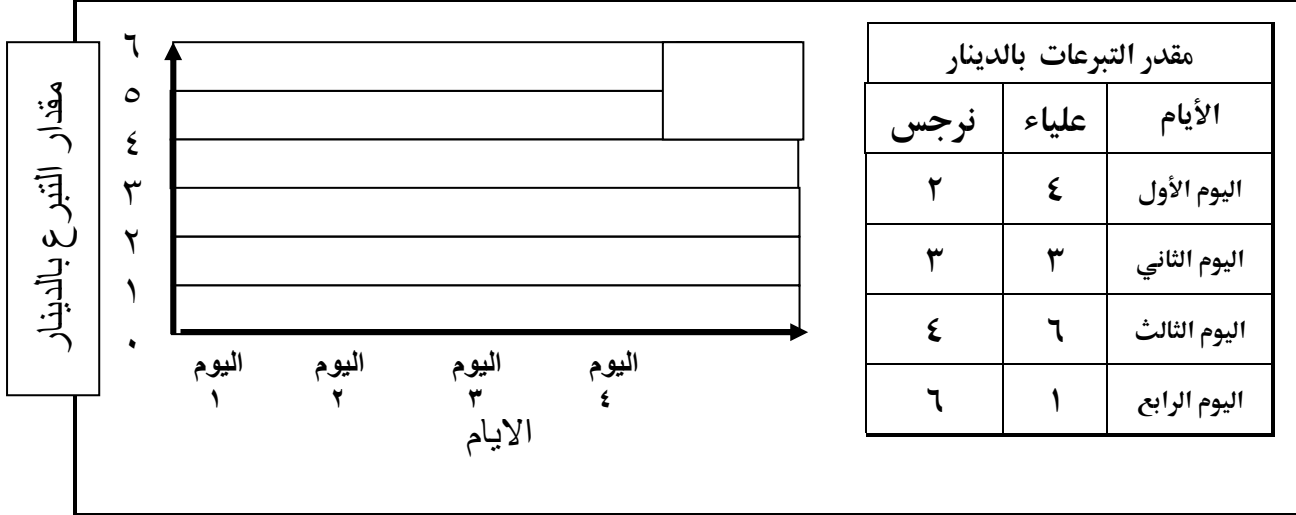 مقدر التبرعات بالدينار
الأيام علياء نرجس
اليوم الأول ٤ ٢
اليوم الثاني ٣ ٣
اليوم الثالث ٦ ٤
اليوم الرابع ١ ٦
مقدار التبرع بالدينار
٦
٥
٤
٣
٢
١
٠
اليوم اليوم اليوم اليوم
١ ٢ ٣ ٤
الايام